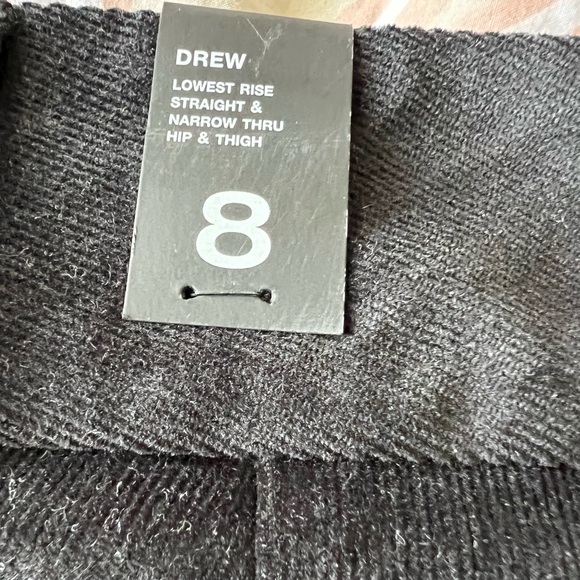 DREW
LOWEST RISE
STRAIGHT &
NARROW THRU
HIP & THIGH
8